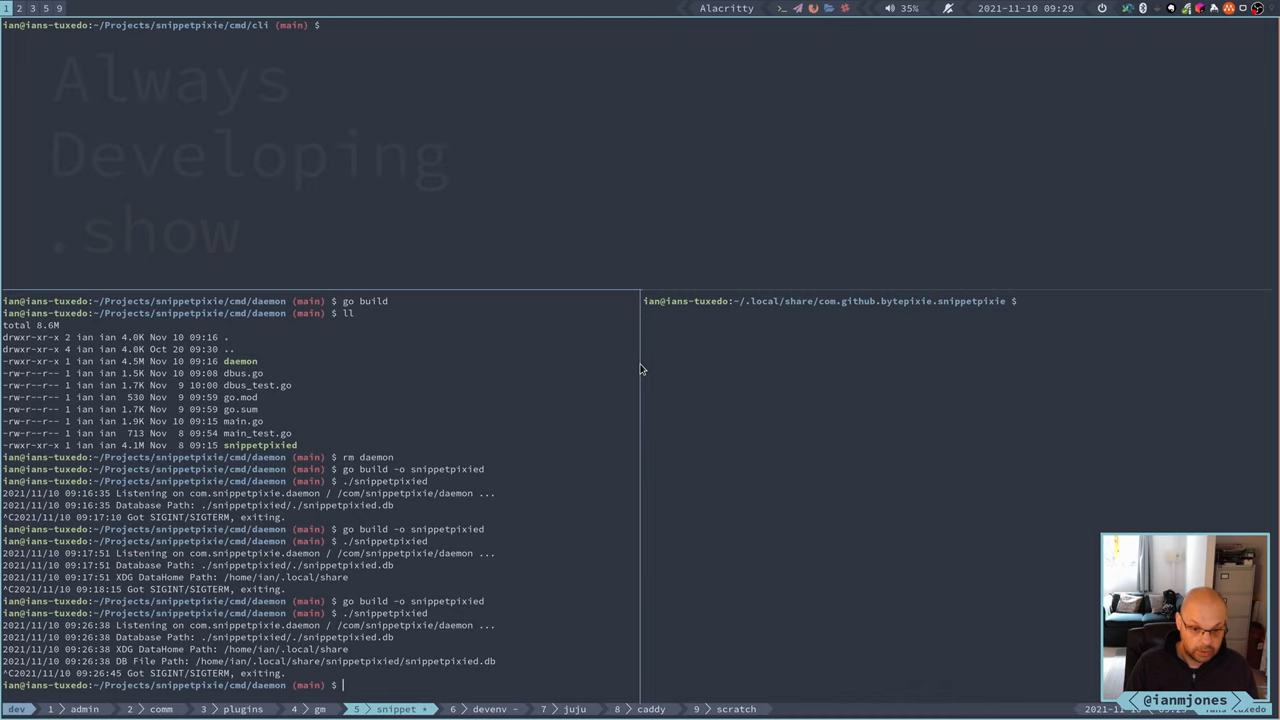 1 2 3 5 9
Alacritty
35%
2021-11-10 09:29
ian@ians-tuxedo:~/Projects/snippetpixie/cmd/cli (main) $
Always
Developing
.show
ian@ians-tuxedo:~/Projects/snippetpixie/cmd/daemon (main) $ go build
ian@ians-tuxedo:~/Projects/snippetpixie/cmd/daemon (main) $ ll
total 8.6M
drwxr-xr-x 2 ian ian 4.0K Nov 10 09:16 .
drwxr-xr-x 4 ian ian 4.0K Oct 20 09:30 ..
-rwxr-xr-x 1 ian ian 4.5M Nov 10 09:16 daemon
-rw-r--r-- 1 ian ian 1.5K Nov 10 09:08 dbus.go
-rw-r--r-- 1 ian ian 1.7K Nov  9 10:00 dbus_test.go
-rw-r--r-- 1 ian ian  530 Nov  9 09:59 go.mod
-rw-r--r-- 1 ian ian 1.7K Nov  9 09:59 go.sum
-rw-r--r-- 1 ian ian 1.9K Nov 10 09:15 main.go
-rw-r--r-- 1 ian ian  713 Nov  8 09:54 main_test.go
-rwxr-xr-x 1 ian ian 4.1M Nov  8 09:15 snippetpixied
ian@ians-tuxedo:~/Projects/snippetpixie/cmd/daemon (main) $ rm daemon
ian@ians-tuxedo:~/Projects/snippetpixie/cmd/daemon (main) $ go build -o snippetpixied
ian@ians-tuxedo:~/Projects/snippetpixie/cmd/daemon (main) $ ./snippetpixied
2021/11/10 09:16:35 Listening on com.snippetpixie.daemon / /com/snippetpixie/daemon ...
2021/11/10 09:16:35 Database Path: ./snippetpixied/./snippetpixied.db
^C2021/11/10 09:17:10 Got SIGINT/SIGTERM, exiting.
ian@ians-tuxedo:~/Projects/snippetpixie/cmd/daemon (main) $ go build -o snippetpixied
ian@ians-tuxedo:~/Projects/snippetpixie/cmd/daemon (main) $ ./snippetpixied
2021/11/10 09:17:51 Listening on com.snippetpixie.daemon / /com/snippetpixie/daemon ...
2021/11/10 09:17:51 Database Path: ./snippetpixied/./snippetpixied.db
2021/11/10 09:17:51 XDG DataHome Path: /home/ian/.local/share
^C2021/11/10 09:18:15 Got SIGINT/SIGTERM, exiting.
ian@ians-tuxedo:~/Projects/snippetpixie/cmd/daemon (main) $ go build -o snippetpixied
ian@ians-tuxedo:~/Projects/snippetpixie/cmd/daemon (main) $ ./snippetpixied
2021/11/10 09:26:38 Listening on com.snippetpixie.daemon / /com/snippetpixie/daemon ...
2021/11/10 09:26:38 Database Path: ./snippetpixied/./snippetpixied.db
2021/11/10 09:26:38 XDG DataHome Path: /home/ian/.local/share
2021/11/10 09:26:38 DB File Path: /home/ian/.local/share/snippetpixied/snippetpixied.db
^C2021/11/10 09:26:45 Got SIGINT/SIGTERM, exiting.
ian@ians-tuxedo:~/Projects/snippetpixie/cmd/daemon (main) $
ian@ians-tuxedo:~/.local/share/com.github.bytepixie.snippetpixie $
@ianmjones
dev 1 admin 2 comm 3 plugins 4 gm 5 snippet * 6 devenv - 7 juju 8 caddy 9 scratch